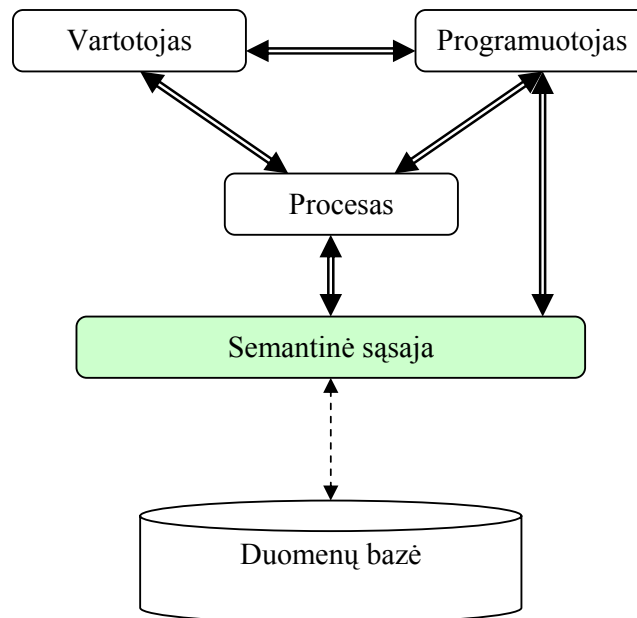 Vartotojas
Programuotojas
Procesas
Semantinė sąsaja
Duomenų bazė